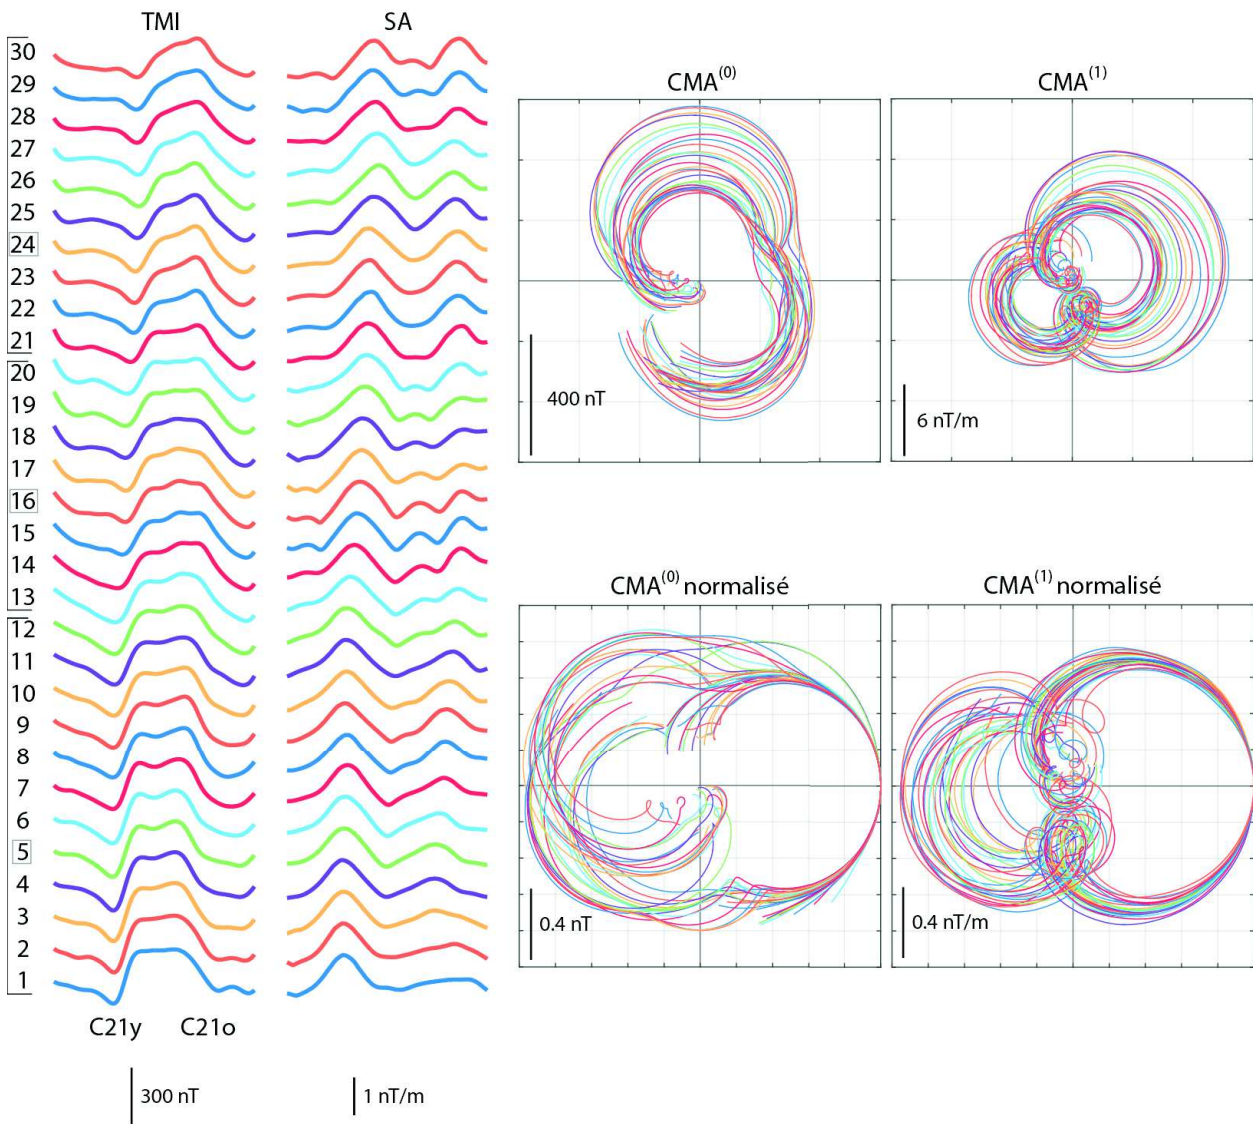 TMI
SA
30
29
28
27
26
25
24
23
22
21
20
19
18
17
16
15
14
13
12
11
10
9
8
7
6
5
4
3
2
1
C21y
C21o
300 nT
1 nT/m
CMA(0)
400 nT
CMA(1)
6 nT/m
CMA(0) normalisé
0.4 nT
CMA(1) normalisé
0.4 nT/m